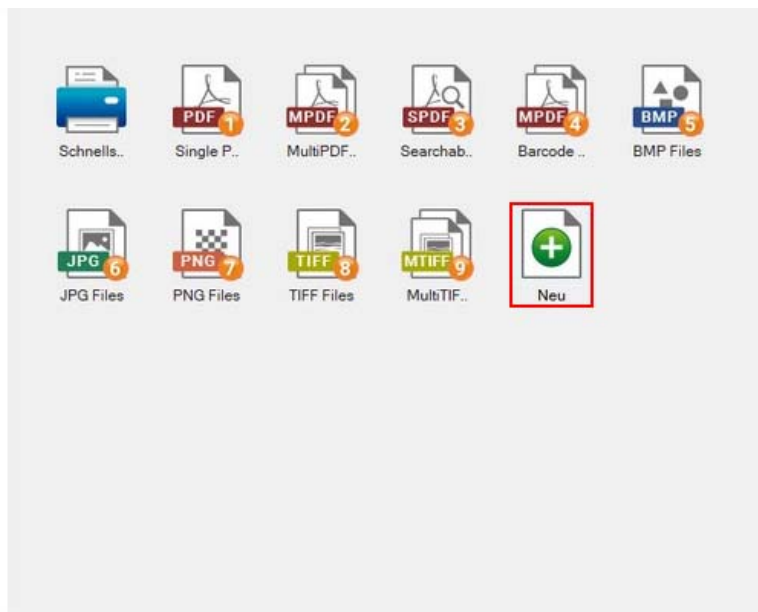 PDF 1
MPDF 2
SPDF 3
MPDF 4
BMP 5
Schnells..
Single P..
MultiPDF..
Searchab..
Barcode ..
BMP Files
JPG 6
PNG 7
TIFF 8
MTIFF 9
JPG Files
PNG Files
TIFF Files
MultiTIF..
Neu